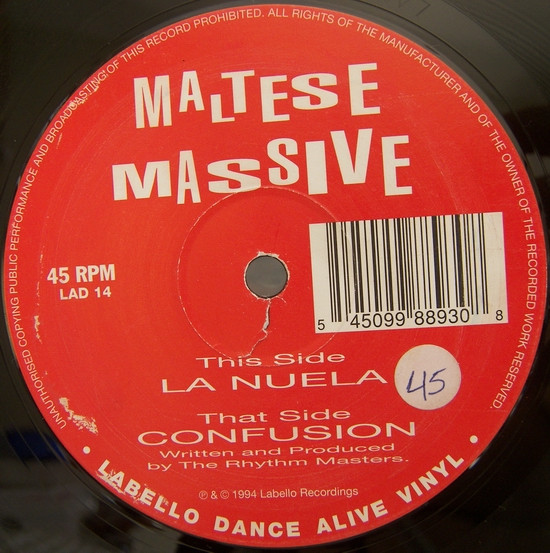 UNAUTHORISED COPYING PUBLIC PERFORMANCE AND BROADCASTING OF THIS RECORD PROHIBITED. ALL RIGHTS OF THE MANUFACTURER AND OF THE OWNER OF THE RECORDED WORK RESERVED.
MALTESE
MASSIVE
45 RPM
LAD 14
5 45099 88930 8
This Side
LA NUELA
45
That Side
CONFUSION
Written and Produced
by The Rhythm Masters.
℗ & © 1994 Labello Recordings
• LABELLO DANCE ALIVE VINYL •